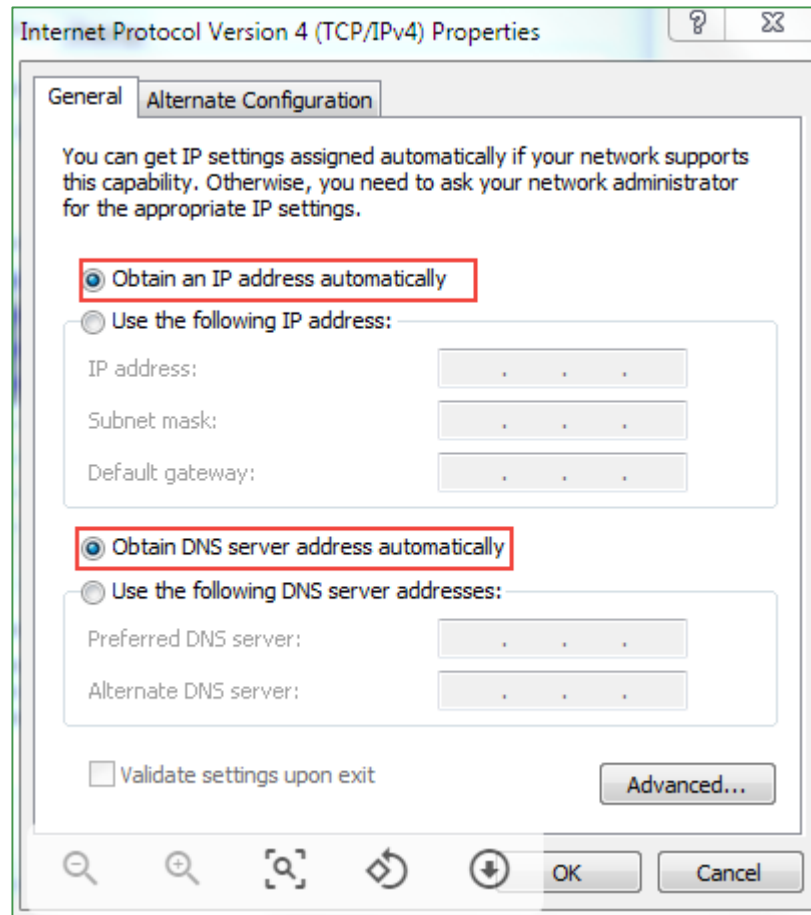 Internet Protocol Version 4 (TCP/IPv4) Properties
General
Alternate Configuration
You can get IP settings assigned automatically if your network supports
this capability. Otherwise, you need to ask your network administrator
for the appropriate IP settings.
Obtain an IP address automatically
Use the following IP address:
IP address:
Subnet mask:
Default gateway:
Obtain DNS server address automatically
Use the following DNS server addresses:
Preferred DNS server:
Alternate DNS server:
Validate settings upon exit
Advanced...
OK
Cancel